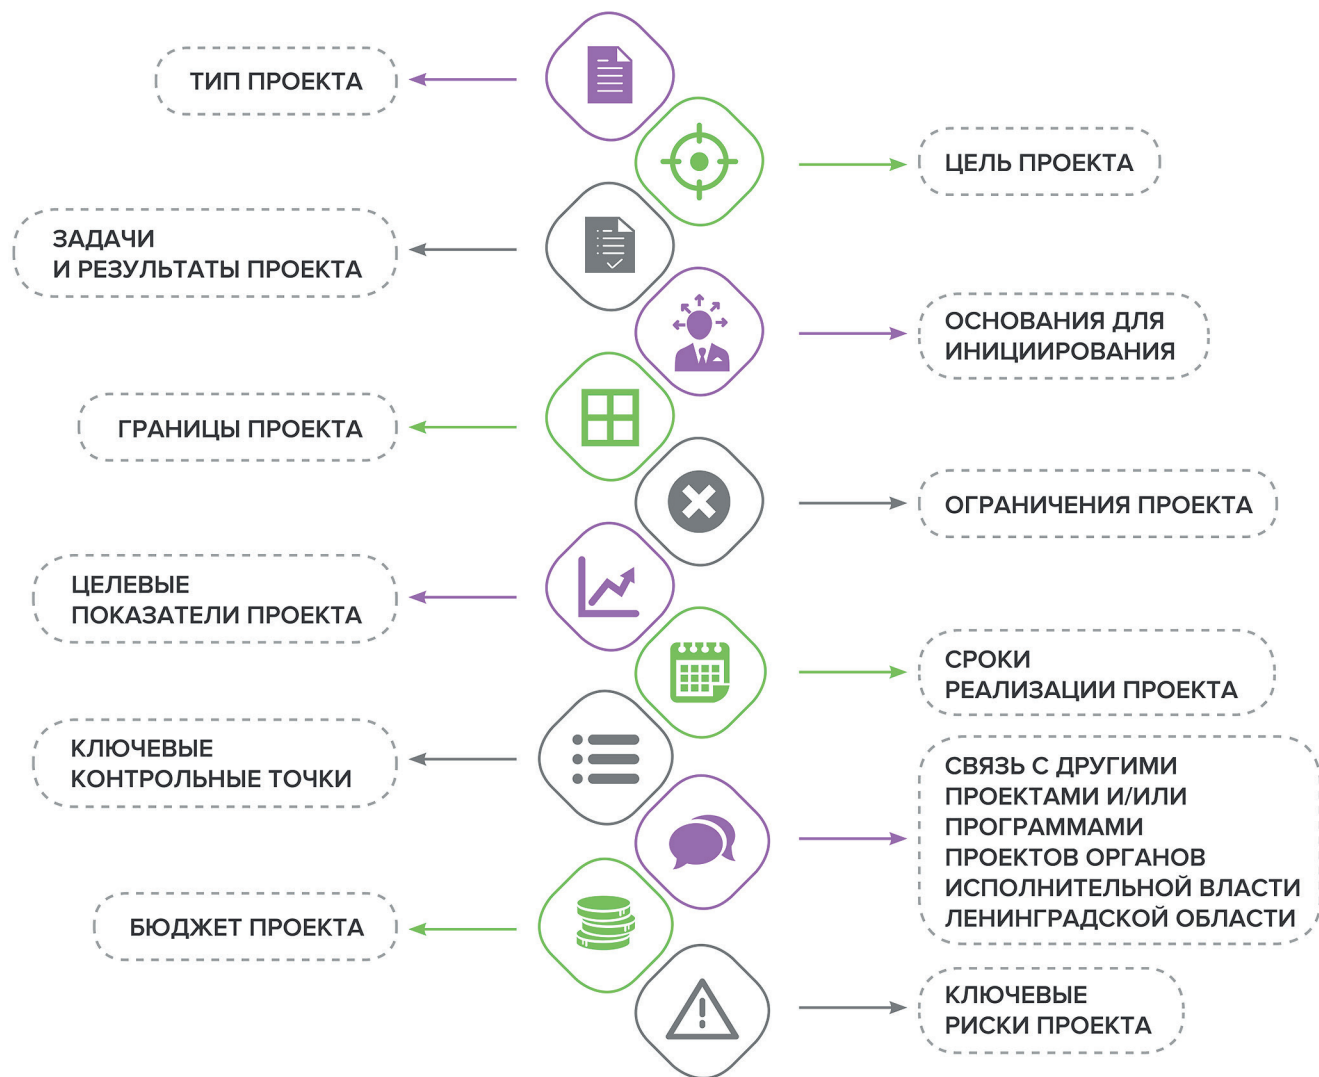 ТИП ПРОЕКТА
ЦЕЛЬ ПРОЕКТА
ЗАДАЧИ
И РЕЗУЛЬТАТЫ ПРОЕКТА
ОСНОВАНИЯ ДЛЯ
ИНИЦИИРОВАНИЯ
ГРАНИЦЫ ПРОЕКТА
ОГРАНИЧЕНИЯ ПРОЕКТА
ЦЕЛЕВЫЕ
ПОКАЗАТЕЛИ ПРОЕКТА
СРОКИ
РЕАЛИЗАЦИИ ПРОЕКТА
КЛЮЧЕВЫЕ
КОНТРОЛЬНЫЕ ТОЧКИ
СВЯЗЬ С ДРУГИМИ
ПРОЕКТАМИ И/ИЛИ
ПРОГРАММАМИ
ПРОЕКТОВ ОРГАНОВ
ИСПОЛНИТЕЛЬНОЙ ВЛАСТИ
ЛЕНИНГРАДСКОЙ ОБЛАСТИ
БЮДЖЕТ ПРОЕКТА
КЛЮЧЕВЫЕ
РИСКИ ПРОЕКТА